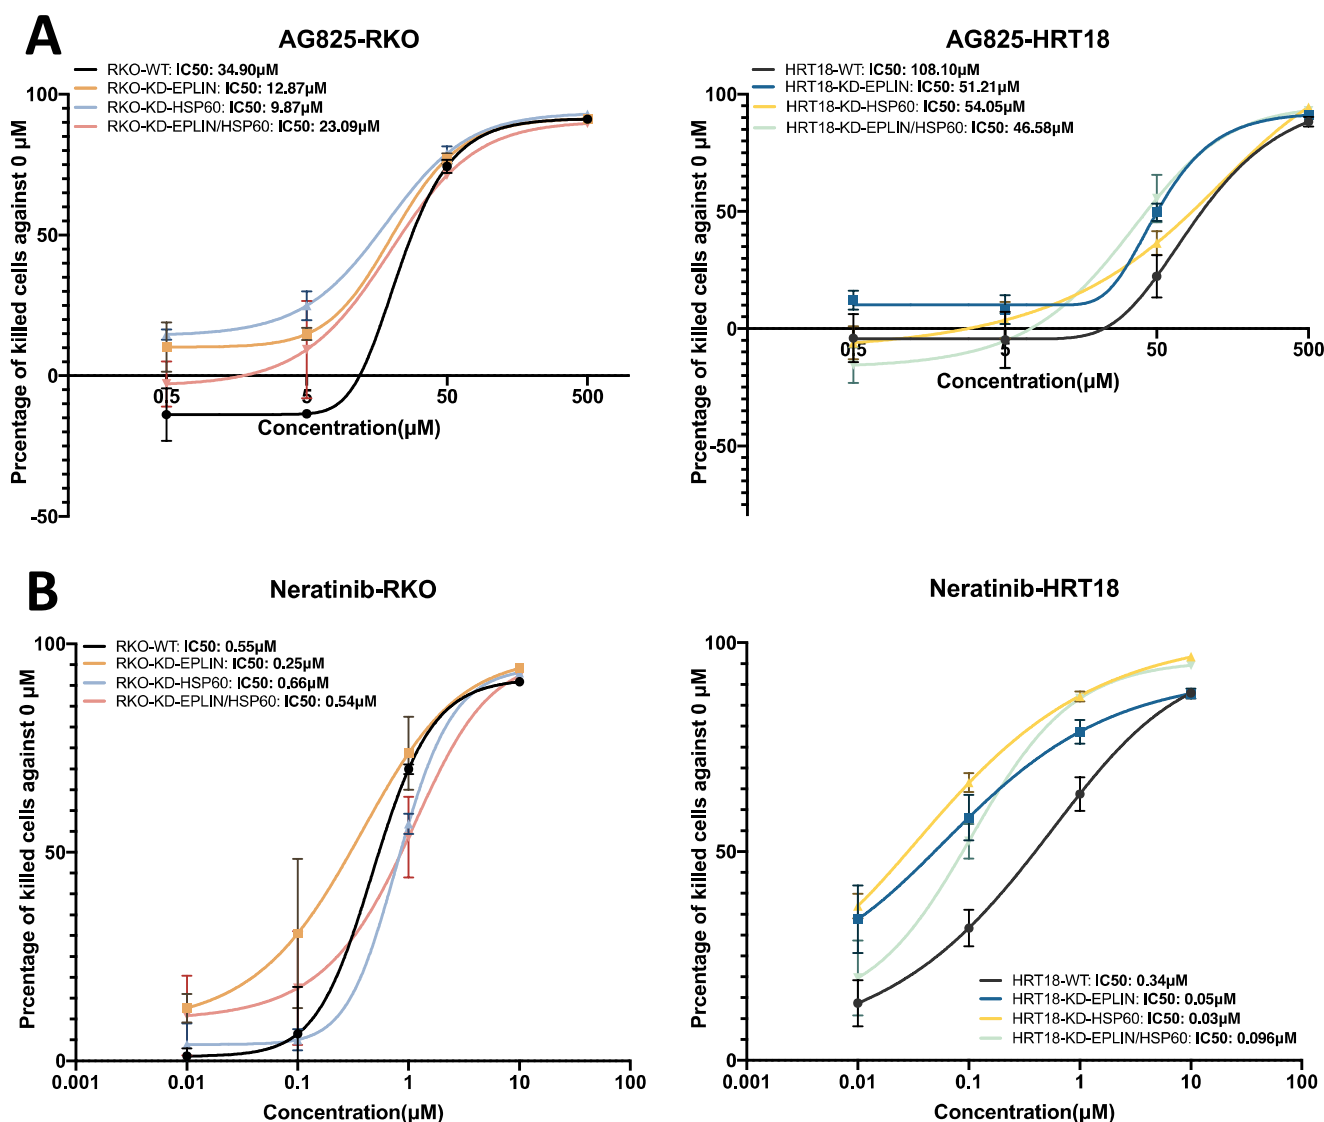 A
AG825-RKO
RKO-WT: IC50: 34.90µM
RKO-KD-EPLIN: IC50: 12.87µM
RKO-KD-HSP60: IC50: 9.87µM
RKO-KD-EPLIN/HSP60: IC50: 23.09µM
Prcentage of killed cells against 0 µM
100
50
0
-50
0.5 5 50 500
Concentration(µM)
AG825-HRT18
HRT18-WT: IC50: 108.10µM
HRT18-KD-EPLIN: IC50: 51.21µM
HRT18-KD-HSP60: IC50: 54.05µM
HRT18-KD-EPLIN/HSP60: IC50: 46.58µM
Prcentage of killed cells against 0 µM
100
50
0
-50
0.5 5 50 500
Concentration(µM)
B
Neratinib-RKO
RKO-WT: IC50: 0.55µM
RKO-KD-EPLIN: IC50: 0.25µM
RKO-KD-HSP60: IC50: 0.66µM
RKO-KD-EPLIN/HSP60: IC50: 0.54µM
Prcentage of killed cells against 0 µM
100
50
0
0.001 0.01 0.1 1 10 100
Concentration(µM)
Neratinib-HRT18
Prcentage of killed cells against 0 µM
100
50
0
HRT18-WT: IC50: 0.34µM
HRT18-KD-EPLIN: IC50: 0.05µM
HRT18-KD-HSP60: IC50: 0.03µM
HRT18-KD-EPLIN/HSP60: IC50: 0.096µM
0.001 0.01 0.1 1 10 100
Concentration(µM)